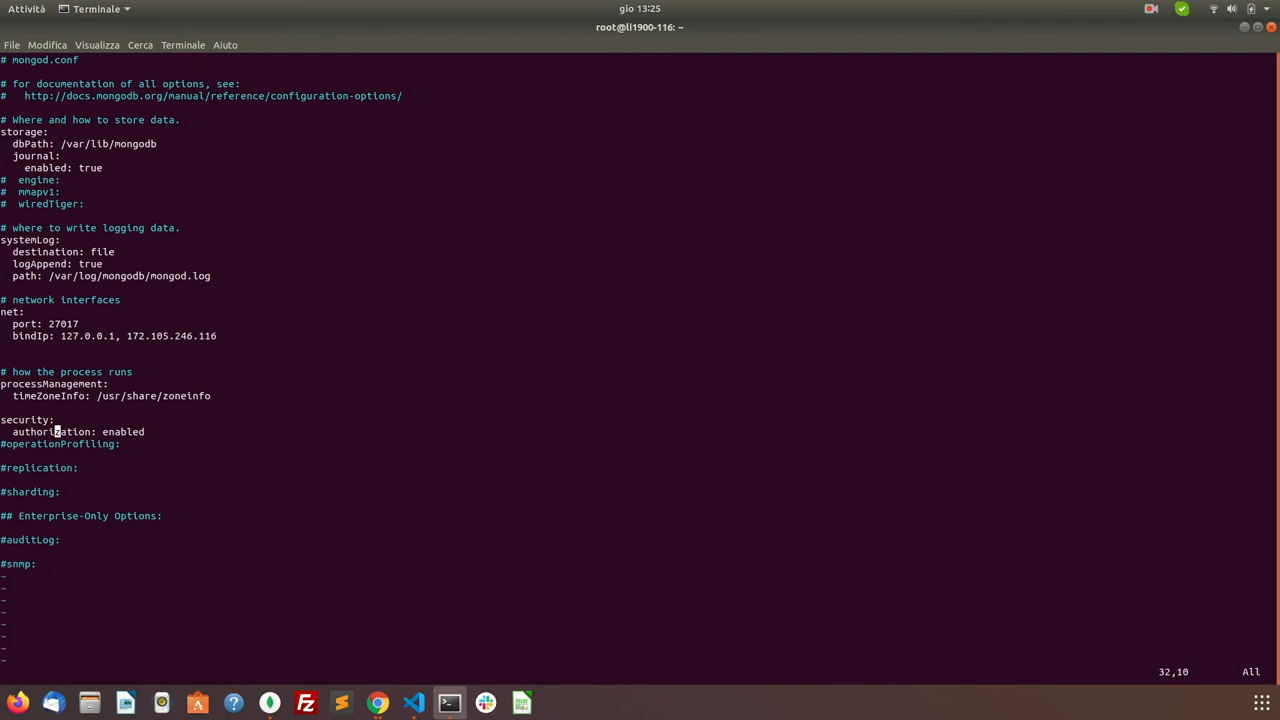 Attività Terminale gio 13:25
root@li1900-116: ~
File Modifica Visualizza Cerca Terminale Aiuto
# mongod.conf
# for documentation of all options, see:
#   http://docs.mongodb.org/manual/reference/configuration-options/
# Where and how to store data.
storage:
  dbPath: /var/lib/mongodb
  journal:
    enabled: true
#  engine:
#  mmapv1:
#  wiredTiger:
# where to write logging data.
systemLog:
  destination: file
  logAppend: true
  path: /var/log/mongodb/mongod.log
# network interfaces
net:
  port: 27017
  bindIp: 127.0.0.1, 172.105.246.116
# how the process runs
processManagement:
  timeZoneInfo: /usr/share/zoneinfo
security:
  authorization: enabled
#operationProfiling:
#replication:
#sharding:
## Enterprise-Only Options:
#auditLog:
#snmp:
~
~
~
~
~
~
~
~
32,10 All